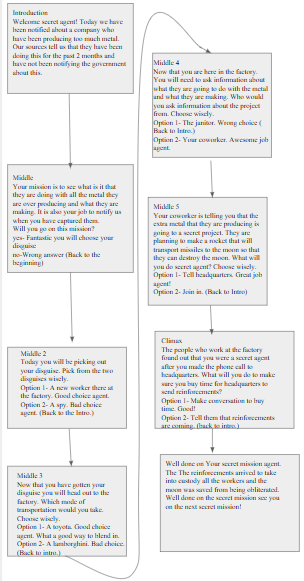 Introduction
Welcome secret agent! Today we have
been notified about a company who
have been producing too much metal.
Our sources tell us that they have been
doing this for the past 2 months and
have not been notifying the government
about this.
Middle
Your mission is to see what is it that
they are doing with all the metal they
are over producing and what they are
making. It is also your job to notify us
when you have captured them.
Will you go on this mission?
yes- Fantastic you will choose your
disguise
no-Wrong answer (Back to the
beginning)
Middle 2
Today you will be picking out
your disguise. Pick from the two
disguises wisely.
Option 1- A new worker there at
the factory. Good choice agent.
Option 2- A spy. Bad choice
agent. (Back to the Intro.)
Middle 3
Now that you have gotten your
disguise you will head out to the
factory. Which mode of
transportation would you take.
Choose wisely.
Option 1- A toyota. Good choice
agent. What a good way to blend in.
Option 2- A lamborghini. Bad choice.
(Back to intro.)
Middle 4
Now that you are here in the factory.
You will need to ask information about
what they are going to do with the metal
and what they are making. Who would
you ask information about the project
from. Choose wisely.
Option 1- The janitor. Wrong choice (
Back to Intro.)
Option 2- Your coworker. Awesome job
agent.
Middle 5
Your coworker is telling you that the
extra metal that they are producing is
going to a secret project. They are
planning to make a rocket that will
transport missiles to the moon so that
they can destroy the moon. What will
you do secret agent? Choose wisely.
Option 1- Tell headquarters. Great job
agent!
Option 2- Join in. (Back to Intro)
Climax
The people who work at the factory
found out that you were a secret agent
after you made the phone call to
headquarters. What will you do to make
sure you buy time for headquarters to
send reinforcements?
Option 1- Make conversation to buy
time. Good!
Option 2- Tell them that reinforcements
are coming. (back to intro.)
Well done on Your secret mission agent.
The The reinforcements arrived to take
into custody all the workers and the
moon was saved from being obliterated.
Well done on the secret mission see you
on the next secret mission!